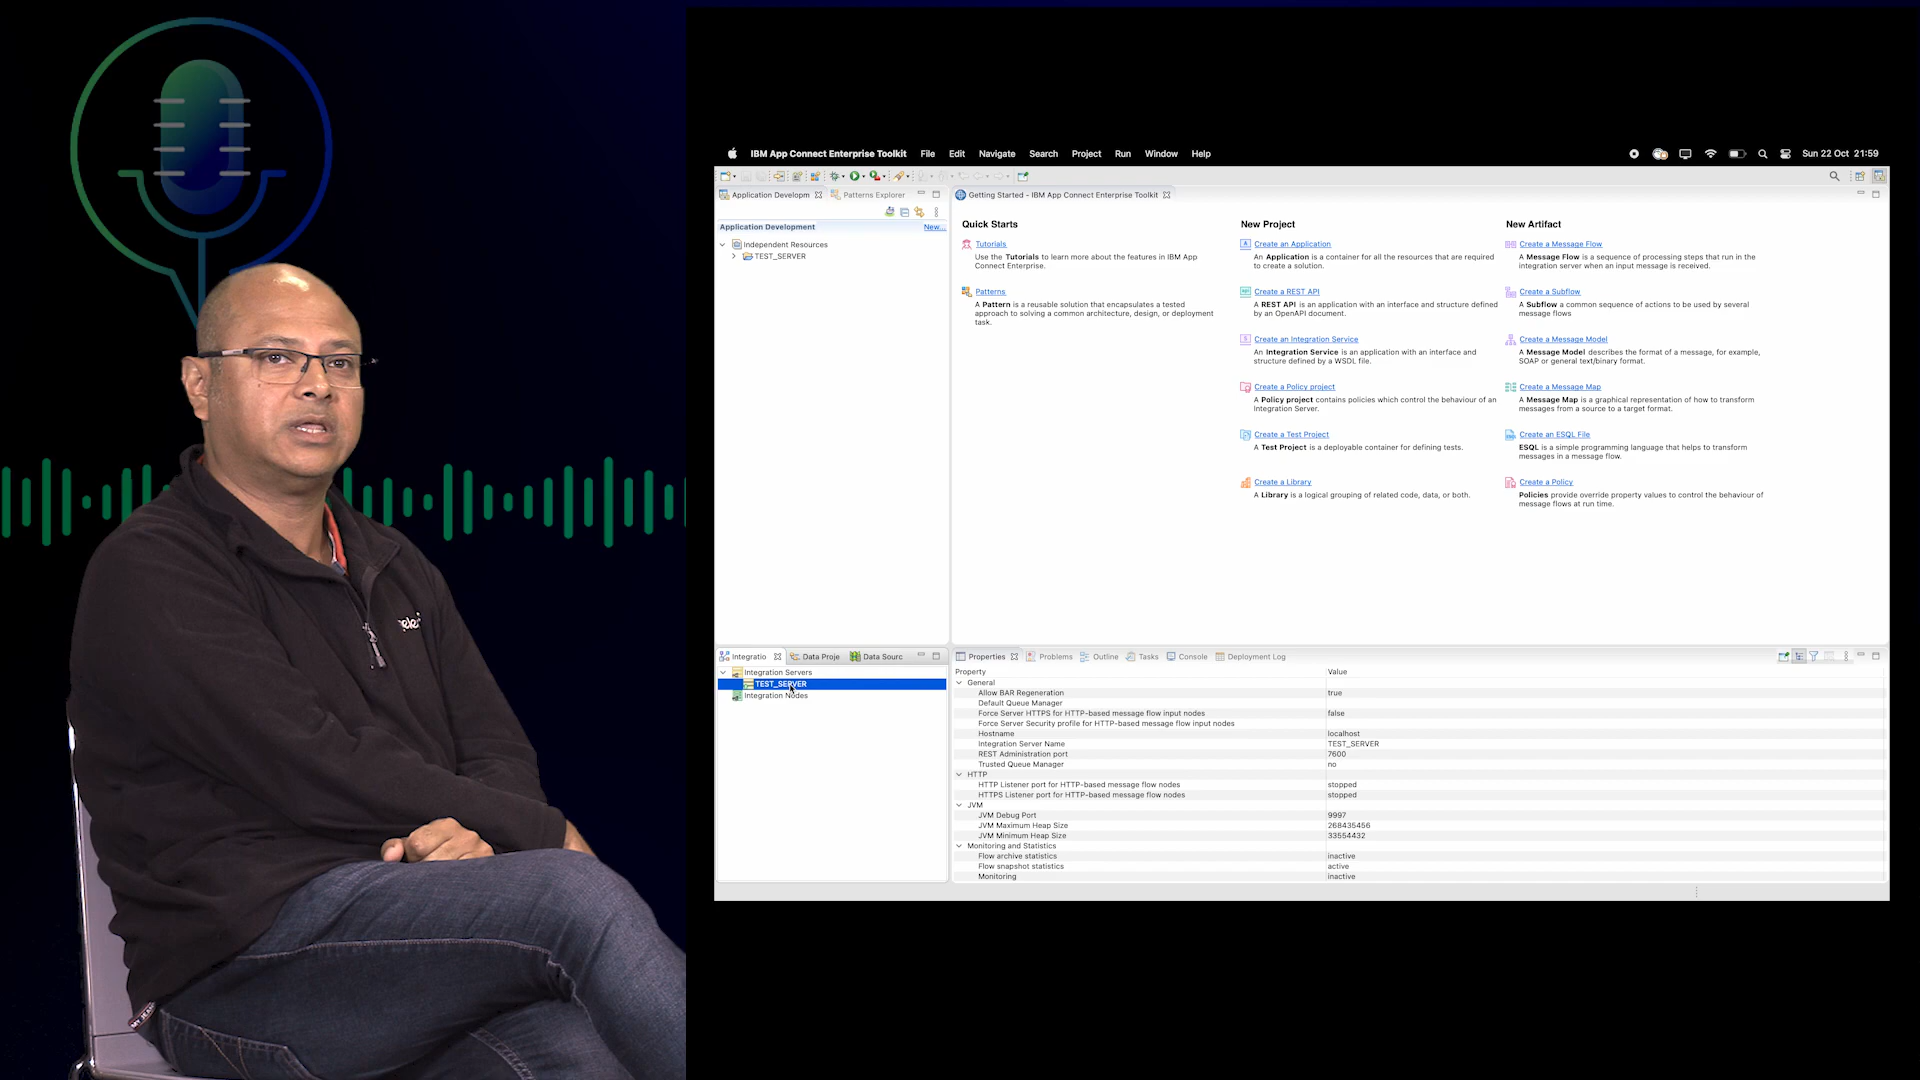 IBM App Connect Enterprise Toolkit File Edit Navigate Search Project Run Window Help Sun 22 Oct 21:59
Application Developm Patterns Explorer
Application Development New...
Independent Resources
TEST_SERVER
Getting Started - IBM App Connect Enterprise Toolkit
Quick Starts
Tutorials
Use the Tutorials to learn more about the features in IBM App
Connect Enterprise.
Patterns
A Pattern is a reusable solution that encapsulates a tested
approach to solving a common architecture, design, or deployment
task.
New Project
Create an Application
An Application is a container for all the resources that are required
to create a solution.
Create a REST API
A REST API is an application with an interface and structure defined
by an OpenAPI document.
Create an Integration Service
An Integration Service is an application with an interface and
structure defined by a WSDL file.
Create a Policy project
A Policy project contains policies which control the behaviour of an
Integration Server.
Create a Test Project
A Test Project is a deployable container for defining tests.
Create a Library
A Library is a logical grouping of related code, data, or both.
New Artifact
Create a Message Flow
A Message Flow is a sequence of processing steps that run in the
integration server when an input message is received.
Create a Subflow
A Subflow a common sequence of actions to be used by several
message flows
Create a Message Model
A Message Model describes the format of a message, for example,
SOAP or general text/binary format.
Create a Message Map
A Message Map is a graphical representation of how to transform
messages from a source to a target format.
Create an ESQL File
ESQL is a simple programming language that helps to transform
messages in a message flow.
Create a Policy
Policies provide override property values to control the behaviour of
message flows at run time.
Integratio Data Proje Data Sourc
Integration Servers
TEST_SERVER
Integration Nodes
Properties Problems Outline Tasks Console Deployment Log
Property Value
General
Allow BAR Regeneration true
Default Queue Manager
Force Server HTTPS for HTTP-based message flow input nodes false
Force Server Security profile for HTTP-based message flow input nodes
Hostname localhost
Integration Server Name TEST_SERVER
REST Administration port 7600
Trusted Queue Manager no
HTTP
HTTP Listener port for HTTP-based message flow nodes stopped
HTTPS Listener port for HTTP-based message flow nodes stopped
JVM
JVM Debug Port 9997
JVM Maximum Heap Size 268435456
JVM Minimum Heap Size 33554432
Monitoring and Statistics
Flow archive statistics inactive
Flow snapshot statistics active
Monitoring inactive